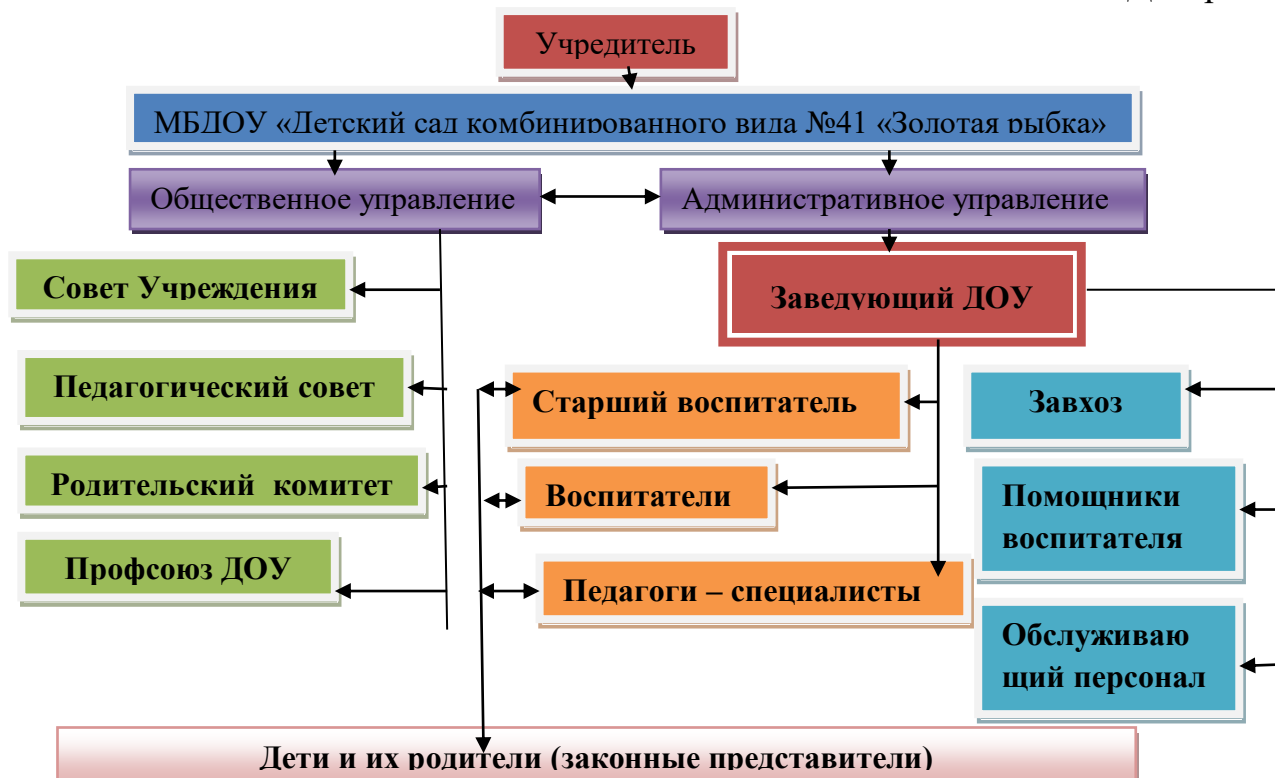 Учредитель
МБДОУ «Детский сад комбинированного вида №41 «Золотая рыбка»
Общественное управление
Административное управление
Совет Учреждения
Заведующий ДОУ
Педагогический совет
Старший воспитатель
Завхоз
Родительский комитет
Воспитатели
Помощники
воспитателя
Профсоюз ДОУ
Педагоги – специалисты
Обслуживаю
щий персонал
Дети и их родители (законные представители)